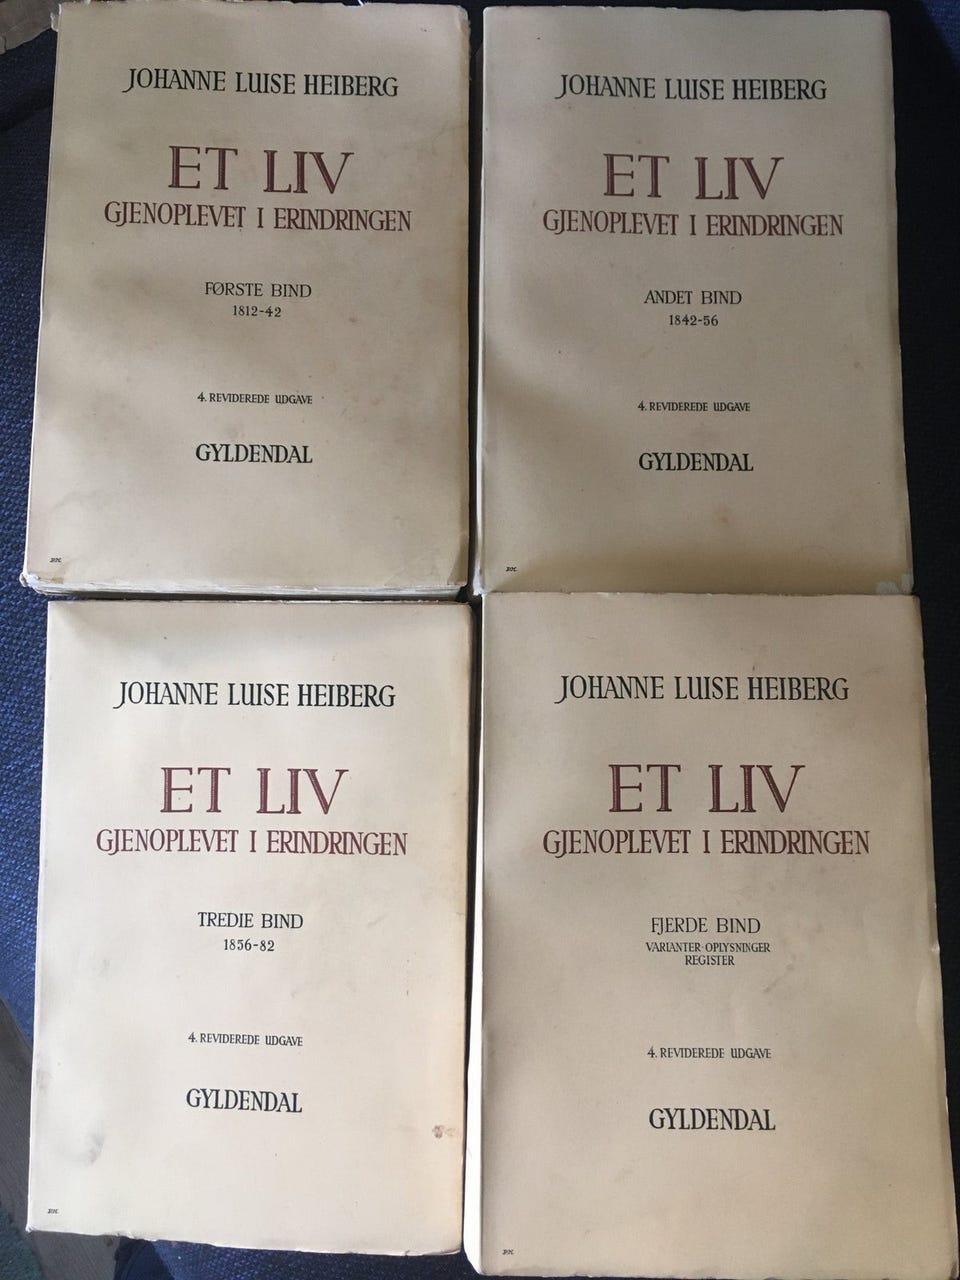 JOHANNE LUISE HEIBERG
ET LIV
GJENOPLEVET I ERINDRINGEN
FØRSTE BIND
1812-42
4. REVIDEREDE UDGAVE
GYLDENDAL
JOHANNE LUISE HEIBERG
ET LIV
GJENOPLEVET I ERINDRINGEN
ANDET BIND
1842-56
4. REVIDEREDE UDGAVE
GYLDENDAL
JOHANNE LUISE HEIBERG
ET LIV
GJENOPLEVET I ERINDRINGEN
TREDIE BIND
1856-82
4. REVIDEREDE UDGAVE
GYLDENDAL
JOHANNE LUISE HEIBERG
ET LIV
GJENOPLEVET I ERINDRINGEN
FJERDE BIND
VARIANTER·OPLYSNINGER
REGISTER
4. REVIDEREDE UDGAVE
GYLDENDAL